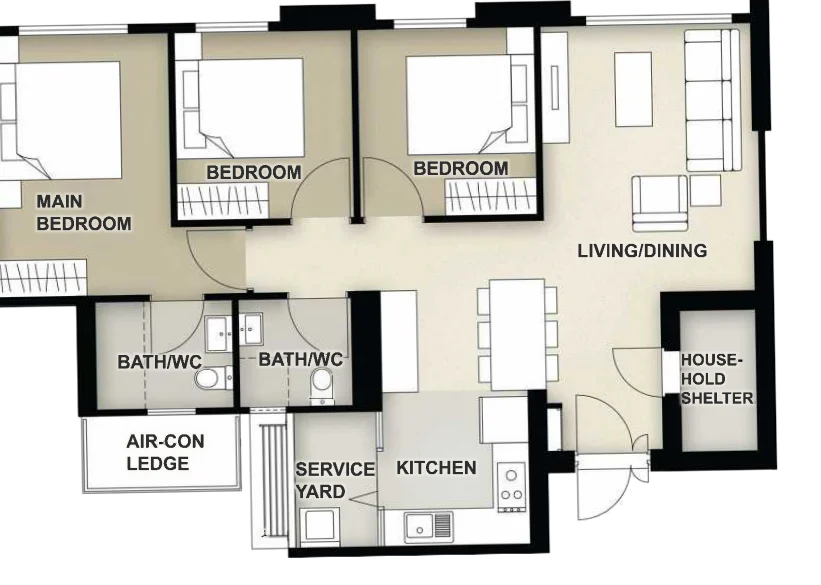 BEDROOM
BEDROOM
MAIN
BEDROOM
LIVING/DINING
BATH/WC
BATH/WC
HOUSE-
HOLD
SHELTER
AIR-CON
LEDGE
SERVICE
YARD
KITCHEN